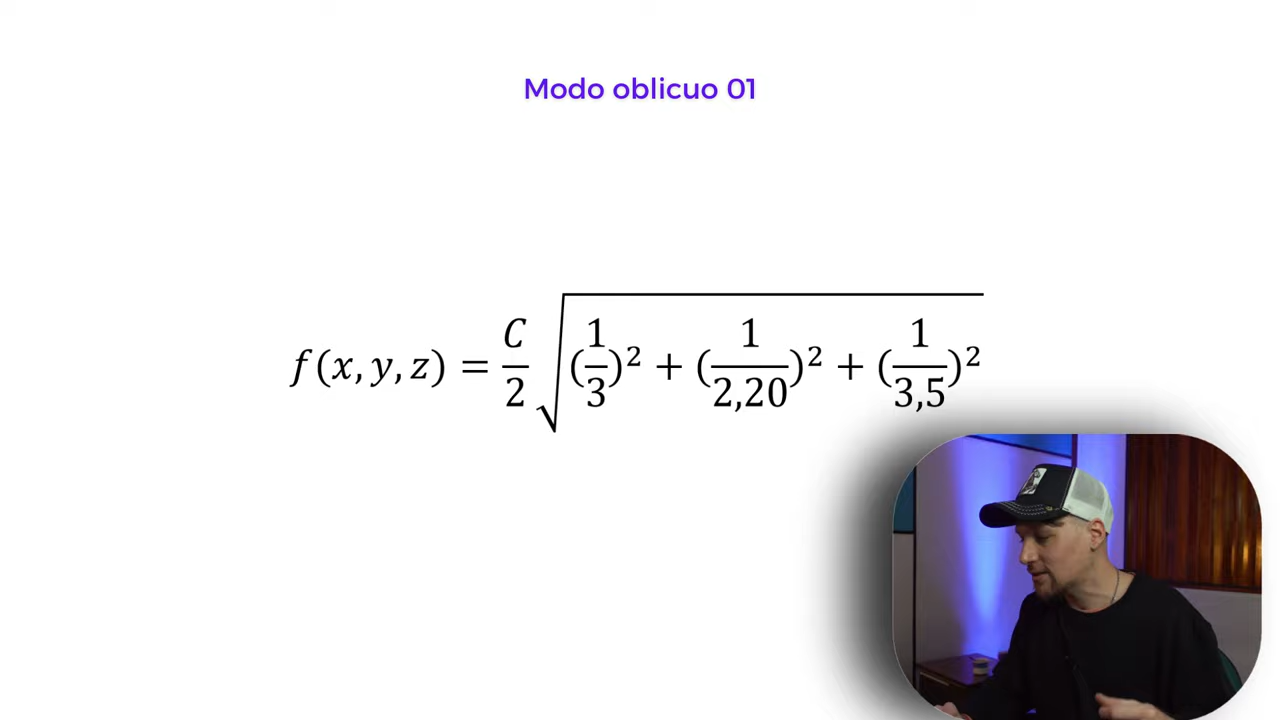 Modo oblicuo 01
f(x, y, z) = C/2 √((1/3)² + (1/2,20)² + (1/3,5)²)